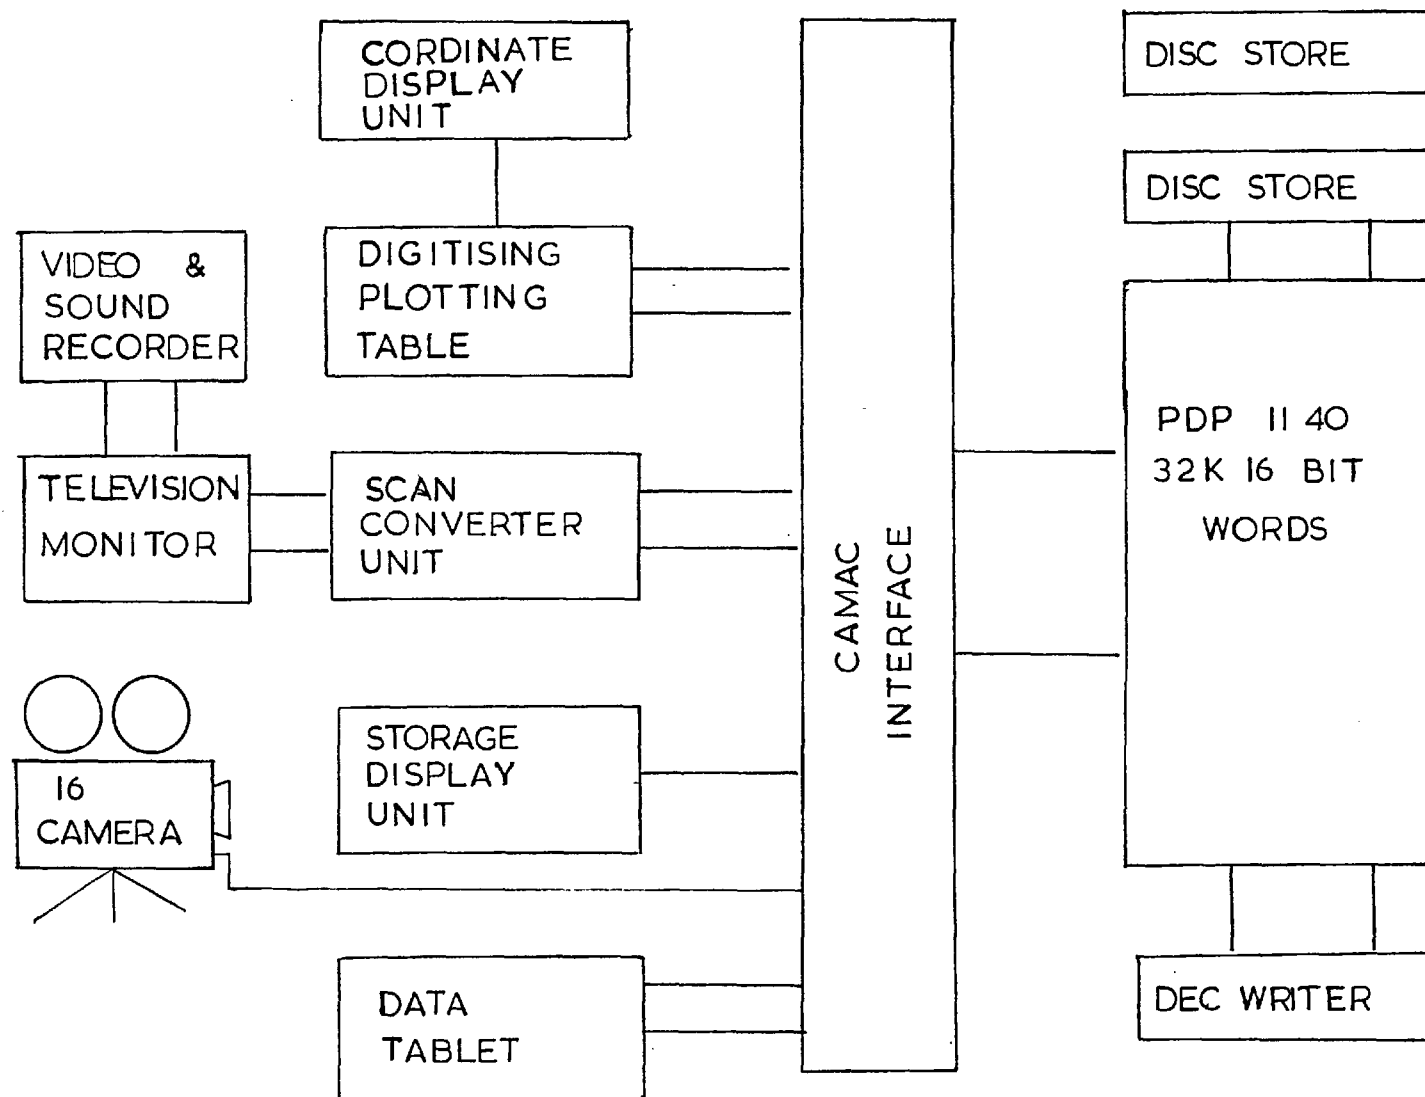 CORDINATE
DISPLAY
UNIT
DISC STORE
DISC STORE
VIDEO &
SOUND
RECORDER
DIGITISING
PLOTTING
TABLE
TELEVISION
MONITOR
SCAN
CONVERTER
UNIT
CAMAC
INTERFACE
PDP 11 40
32K 16 BIT
WORDS
16
CAMERA
STORAGE
DISPLAY
UNIT
DATA
TABLET
DEC WRITER